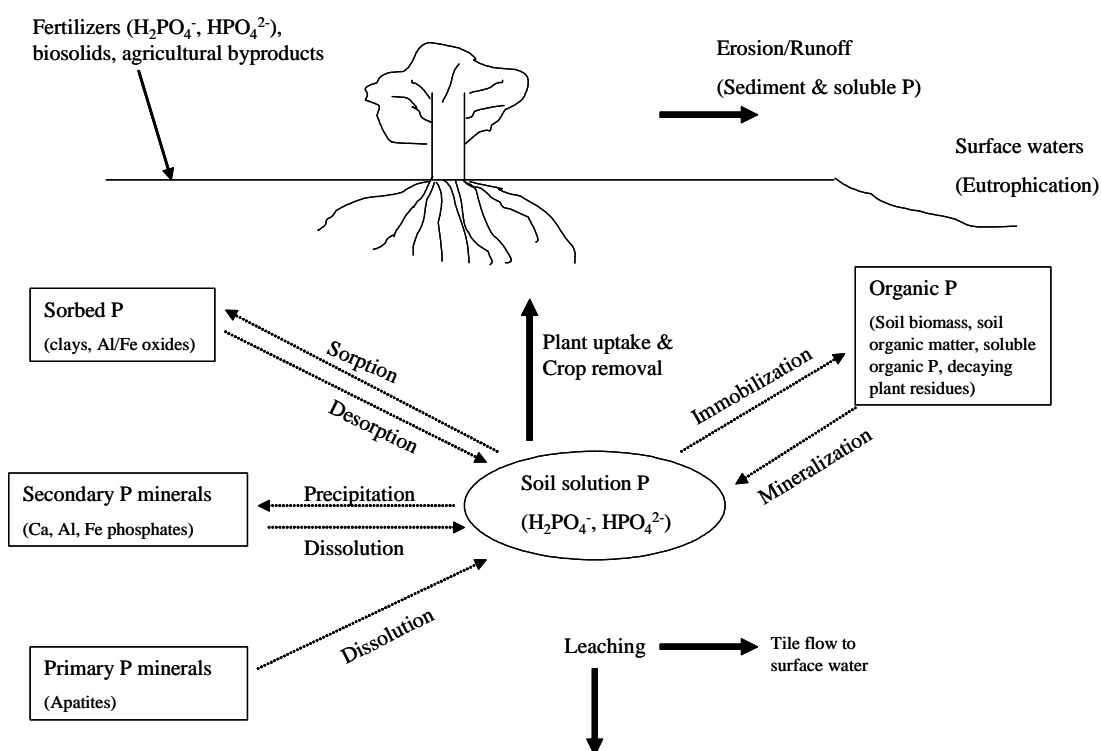 Fertilizers (H₂PO₄⁻, HPO₄²⁻),
biosolids, agricultural byproducts
Erosion/Runoff
(Sediment & soluble P)
Surface waters
(Eutrophication)
Sorbed P
(clays, Al/Fe oxides)
Sorption
Desorption
Plant uptake &
Crop removal
Immobilization
Mineralization
Organic P
(Soil biomass, soil
organic matter, soluble
organic P, decaying
plant residues)
Secondary P minerals
(Ca, Al, Fe phosphates)
Precipitation
Dissolution
Soil solution P
(H₂PO₄⁻, HPO₄²⁻)
Dissolution
Primary P minerals
(Apatites)
Leaching
Tile flow to
surface water